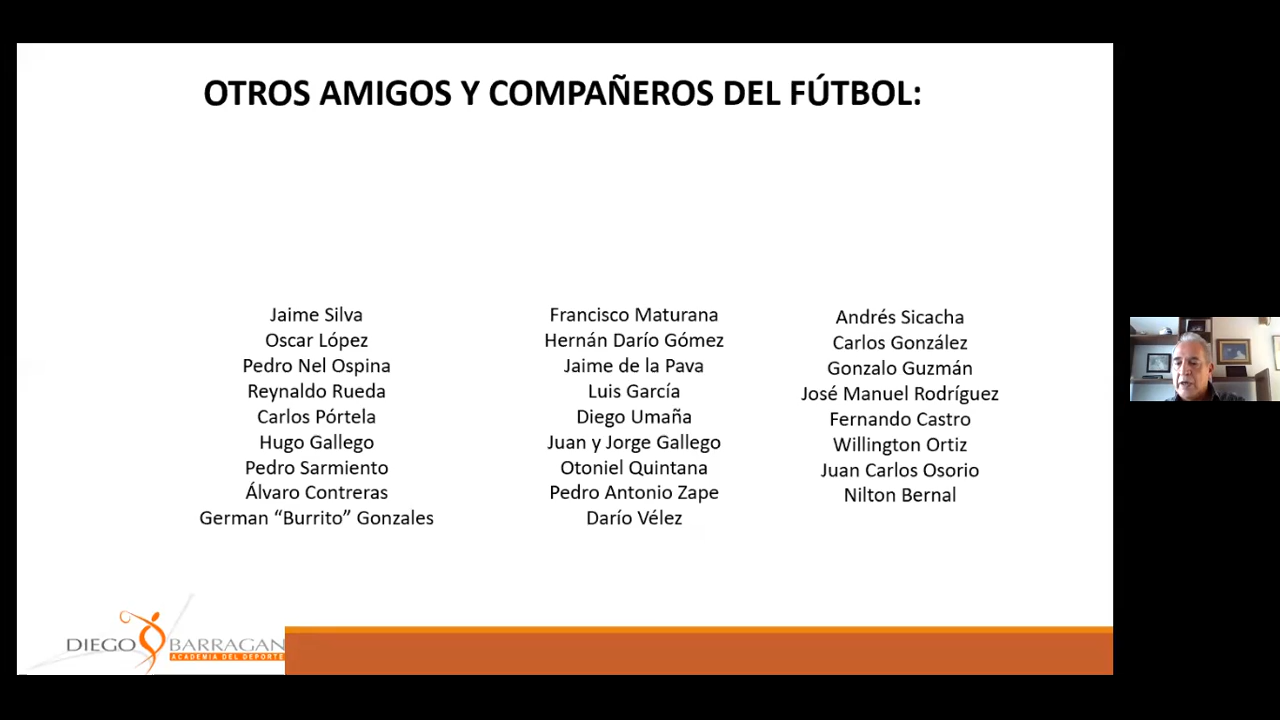 OTROS AMIGOS Y COMPAÑEROS DEL FÚTBOL:
Jaime Silva
Oscar López
Pedro Nel Ospina
Reynaldo Rueda
Carlos Pórtela
Hugo Gallego
Pedro Sarmiento
Álvaro Contreras
German “Burrito” Gonzales
Francisco Maturana
Hernán Darío Gómez
Jaime de la Pava
Luis García
Diego Umaña
Juan y Jorge Gallego
Otoniel Quintana
Pedro Antonio Zape
Darío Vélez
Andrés Sicacha
Carlos González
Gonzalo Guzmán
José Manuel Rodríguez
Fernando Castro
Willington Ortiz
Juan Carlos Osorio
Nilton Bernal
DIEGO BARRAGAN
ACADEMIA DEL DEPORTE